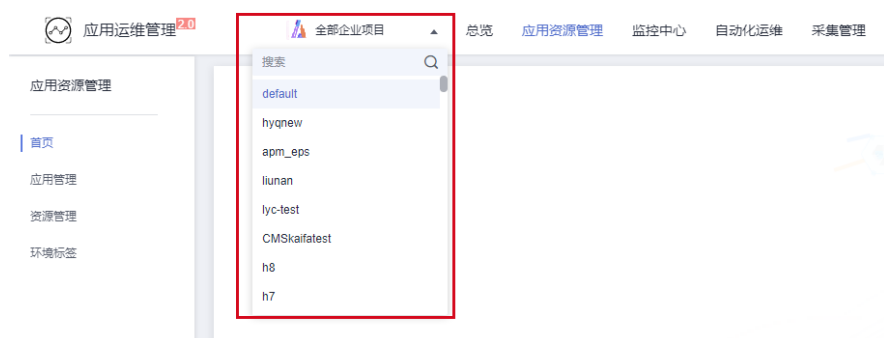 应用运维管理2.0
全部企业项目
总览
应用资源管理
监控中心
自动化运维
采集管理
应用资源管理
首页
应用管理
资源管理
环境标签
搜索
default
hyqnew
apm_eps
liunan
lyc-test
CMSkaifatest
h8
h7